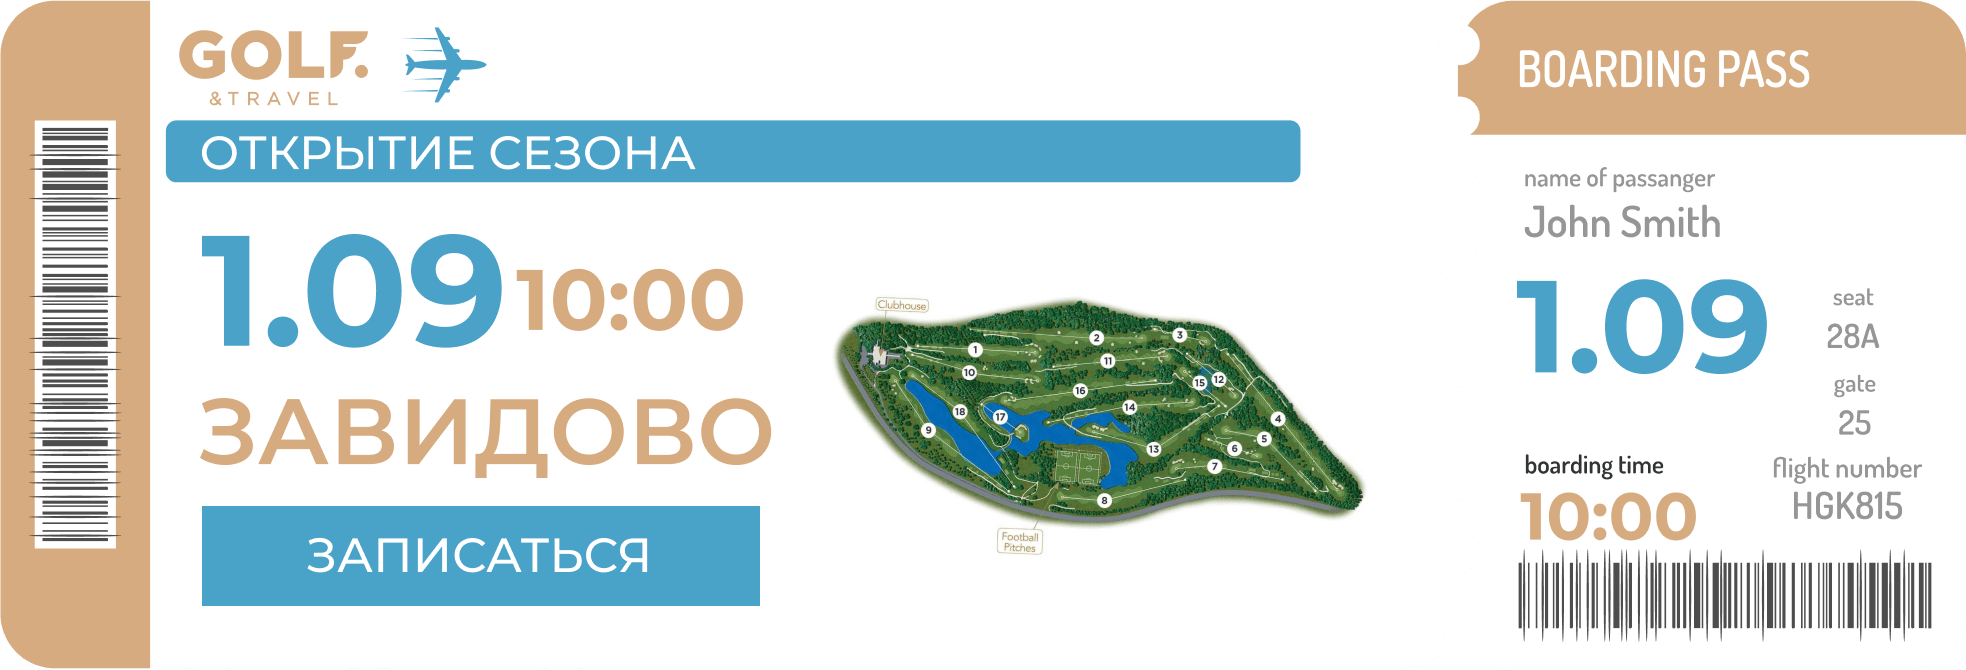 GOLF.
&TRAVEL
ОТКРЫТИЕ СЕЗОНА
1.09 10:00
ЗАВИДОВО
ЗАПИСАТЬСЯ
Clubhouse
1
2
3
10
11
15
12
16
18
17
14
4
9
13
6
5
7
8
Football
Pitches
BOARDING PASS
name of passanger
John Smith
1.09
seat
28A
gate
25
boarding time
10:00
flight number
HGK815